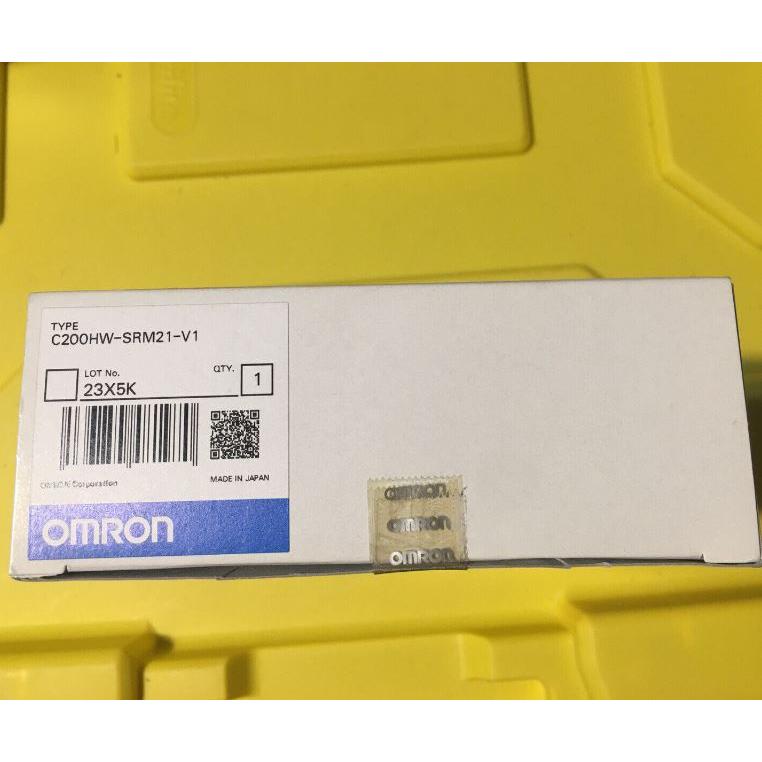 TYPE
C200HW-SRM21-V1
LOT No.
QTY.
23X5K
1
OMRON Corporation
MADE IN JAPAN
OMRON
OMRON
OMRON
OMRON